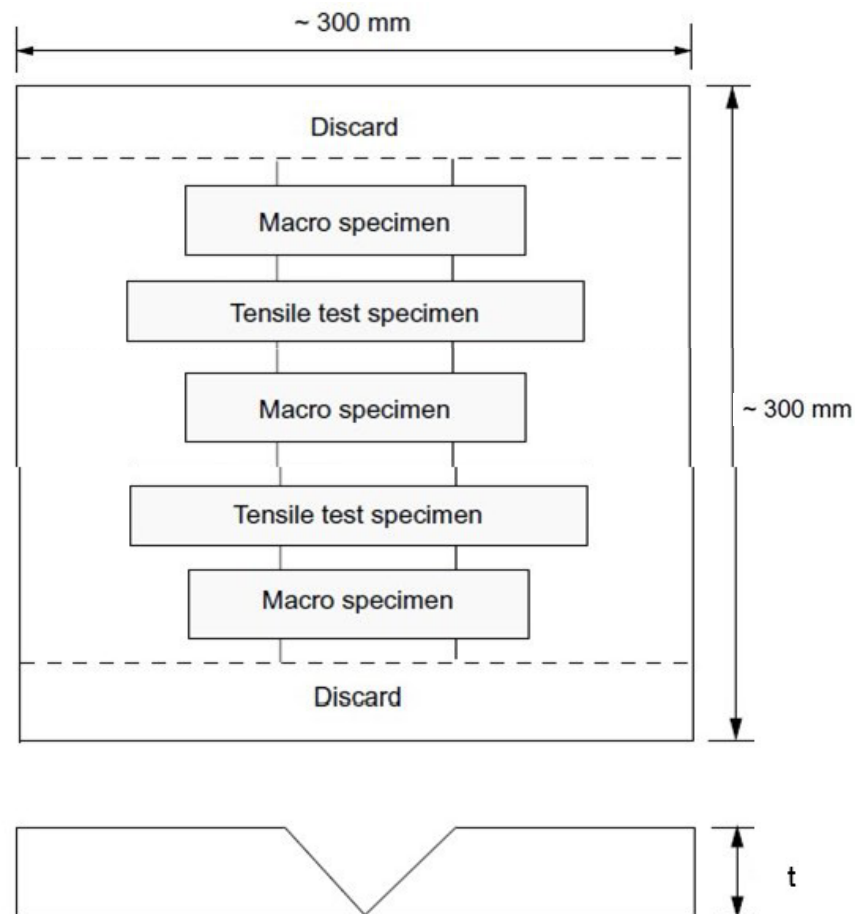 ~ 300 mm
Discard
Macro specimen
Tensile test specimen
Macro specimen
~ 300 mm
Tensile test specimen
Macro specimen
Discard
t